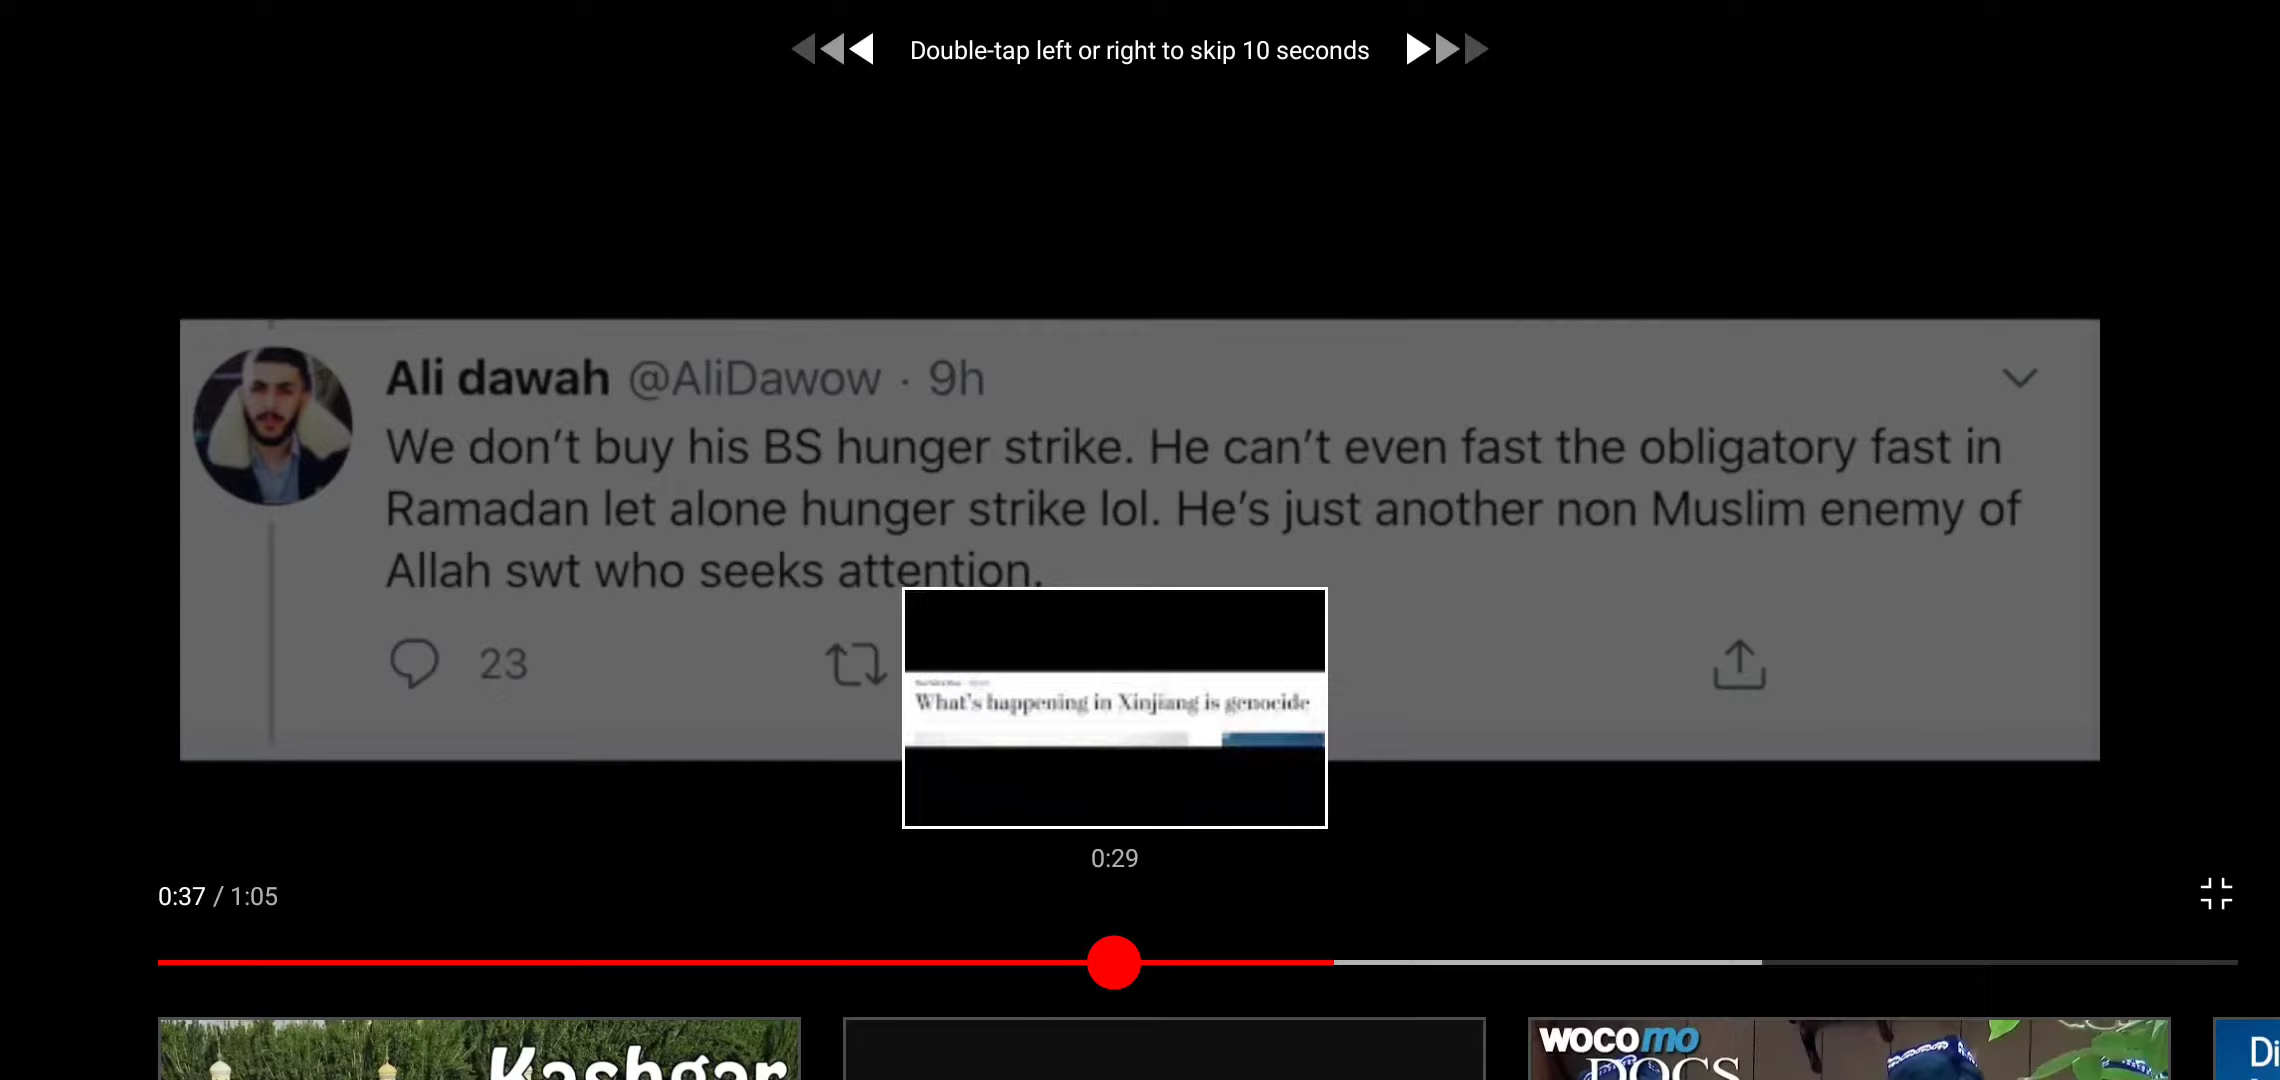 Double-tap left or right to skip 10 seconds
Ali dawah @AliDawow · 9h
We don't buy his BS hunger strike. He can't even fast the obligatory fast in
Ramadan let alone hunger strike lol. He's just another non Muslim enemy of
Allah swt who seeks attention.
23
What's happening in Xinjiang is genocide
0:29
0:37 / 1:05
Kashgar
wocomo
DOCS